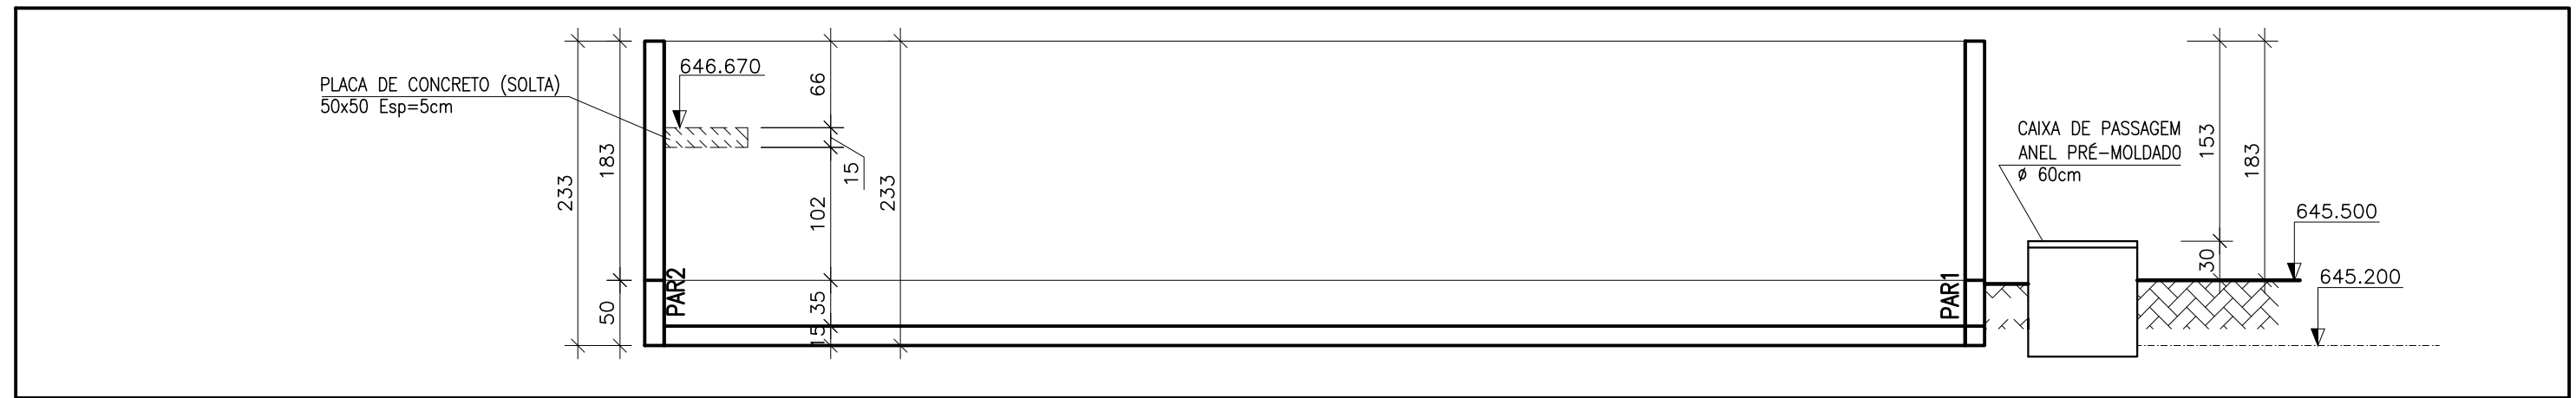 646.670
PLACA DE CONCRETO (SOLTA)
50x50 Esp=5cm
66
15
102
35
15
233
183
50
233
PAR2
PAR1
CAIXA DE PASSAGEM
ANEL PRÉ-MOLDADO
ø 60cm
153
183
30
645.500
645.200